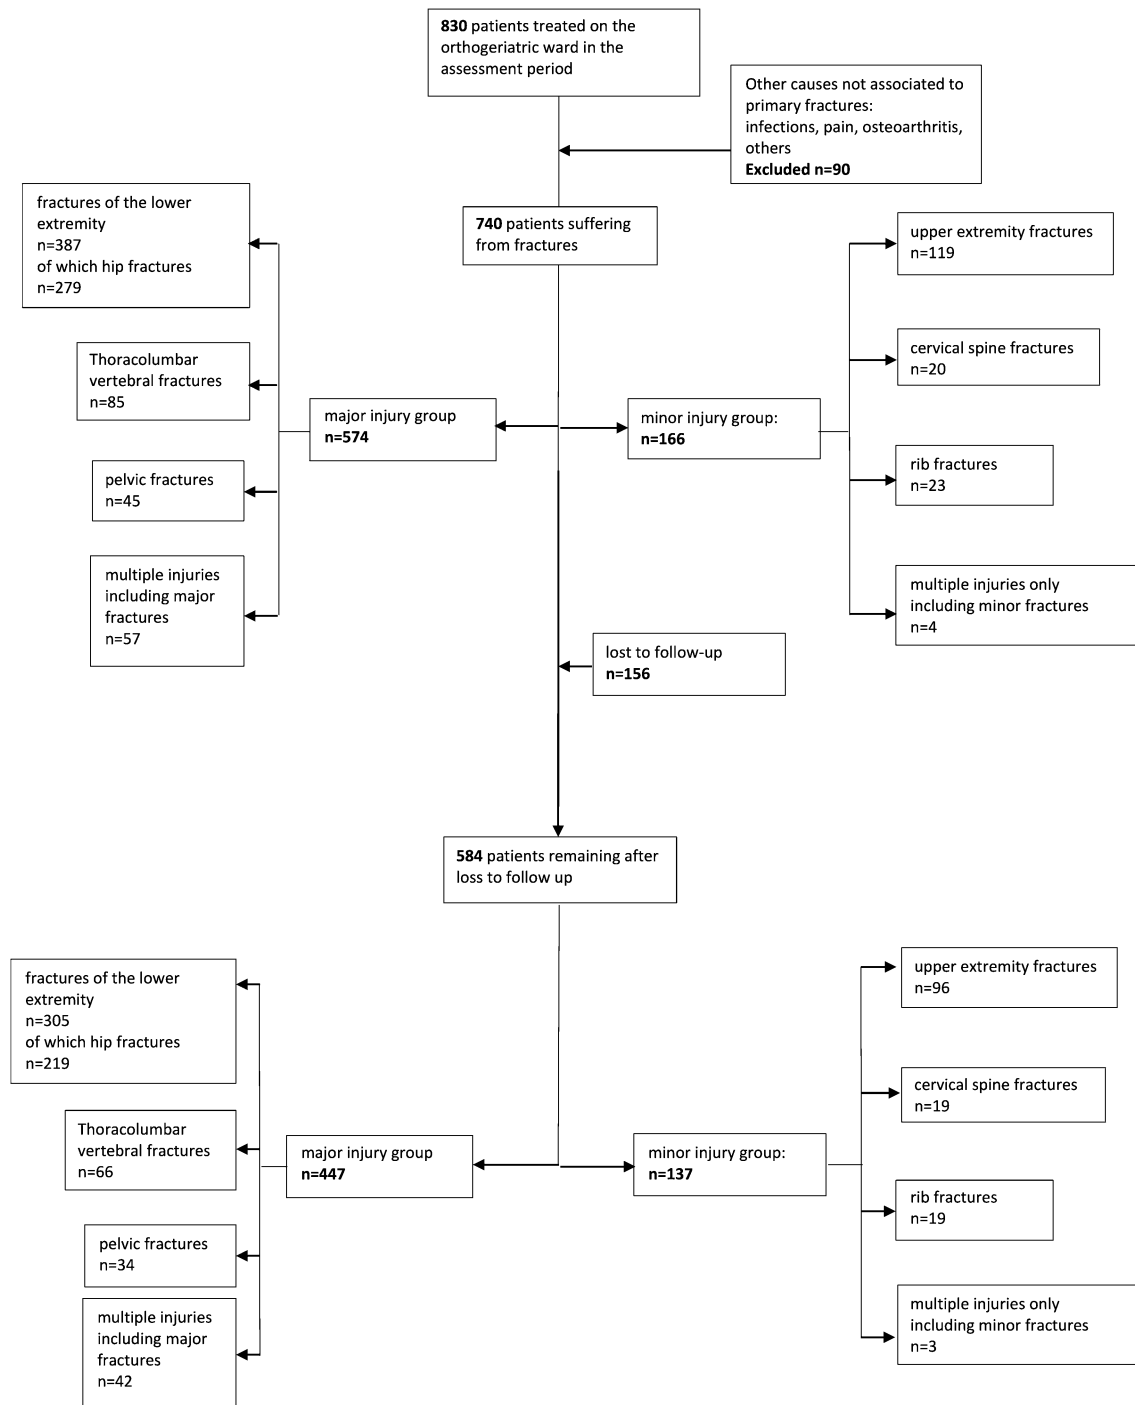 830 patients treated on the
orthogeriatric ward in the
assessment period
Other causes not associated to
primary fractures:
infections, pain, osteoarthritis,
others
Excluded n=90
740 patients suffering
from fractures
fractures of the lower
extremity
n=387
of which hip fractures
n=279
Thoracolumbar
vertebral fractures
n=85
pelvic fractures
n=45
multiple injuries
including major
fractures
n=57
major injury group
n=574
minor injury group:
n=166
upper extremity fractures
n=119
cervical spine fractures
n=20
rib fractures
n=23
multiple injuries only
including minor fractures
n=4
lost to follow-up
n=156
584 patients remaining after
loss to follow up
fractures of the lower
extremity
n=305
of which hip fractures
n=219
Thoracolumbar
vertebral fractures
n=66
pelvic fractures
n=34
multiple injuries
including major
fractures
n=42
major injury group
n=447
minor injury group:
n=137
upper extremity fractures
n=96
cervical spine fractures
n=19
rib fractures
n=19
multiple injuries only
including minor fractures
n=3